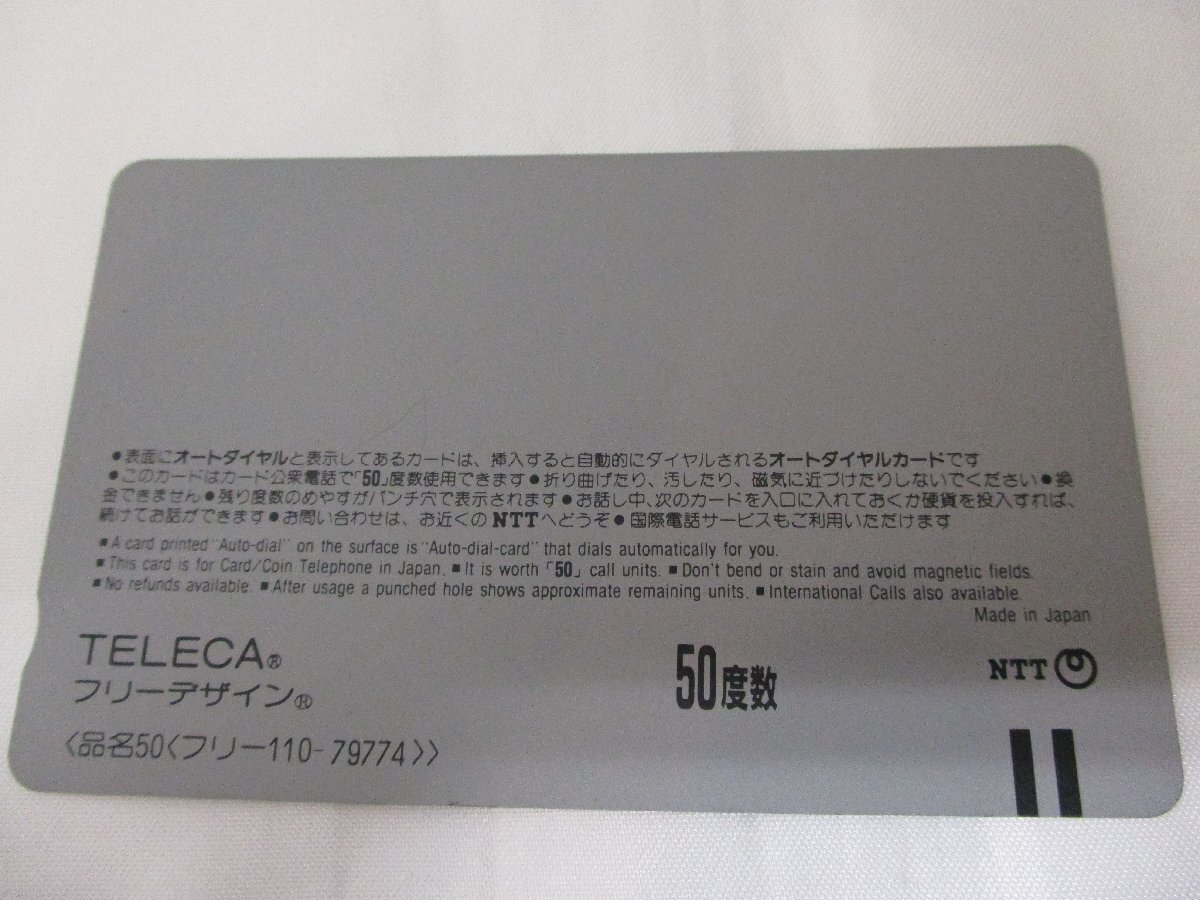 ●表面にオートダイヤルと表示してあるカードは、挿入すると自動的にダイヤルされるオートダイヤルカードです
●このカードはカード公衆電話で「50」度数使用できます●折り曲げたり、汚したり、磁気に近づけたりしないでください●換
金できません●残り度数のめやすがパンチ穴で表示されます●お話し中、次のカードを入口に入れておくか硬貨を投入すれば、
続けてお話ができます●お問い合わせは、お近くのNTTへどうぞ●国際電話サービスもご利用いただけます
■A card printed "Auto-dial" on the surface is "Auto-dial-card" that dials automatically for you.
■This card is for Card/Coin Telephone in Japan. ■It is worth「50」call units. ■Don't bend or stain and avoid magnetic fields.
■No refunds available. ■After usage a punched hole shows approximate remaining units. ■International Calls also available.
Made in Japan
TELECA®
フリーデザイン®
50度数
NTT
〈品名50〈フリー110-79774〉〉